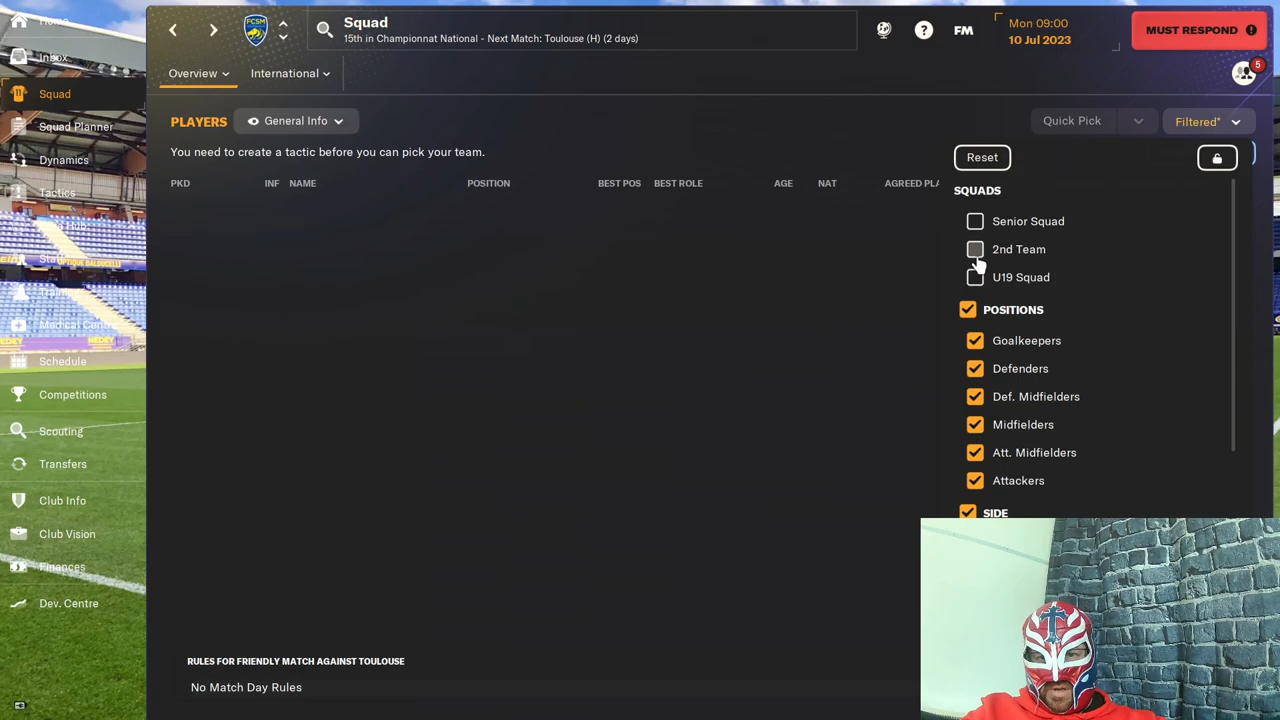 Home
Inbox
Squad
Squad Planner
Dynamics
Tactics
Staff
Medical Centre
Schedule
Competitions
Scouting
Transfers
Club Info
Club Vision
Finances
Dev. Centre
FCSM
Squad
15th in Championnat National - Next Match: Toulouse (H) (2 days)
?
FM
Mon 09:00
10 Jul 2023
MUST RESPOND
5
Overview
International
PLAYERS
General Info
Quick Pick
Filtered*
You need to create a tactic before you can pick your team.
PKD INF NAME POSITION BEST POS BEST ROLE AGE NAT AGREED PLA
Reset
SQUADS
Senior Squad
2nd Team
U19 Squad
POSITIONS
Goalkeepers
Defenders
Def. Midfielders
Midfielders
Att. Midfielders
Attackers
SIDE
RULES FOR FRIENDLY MATCH AGAINST TOULOUSE
No Match Day Rules